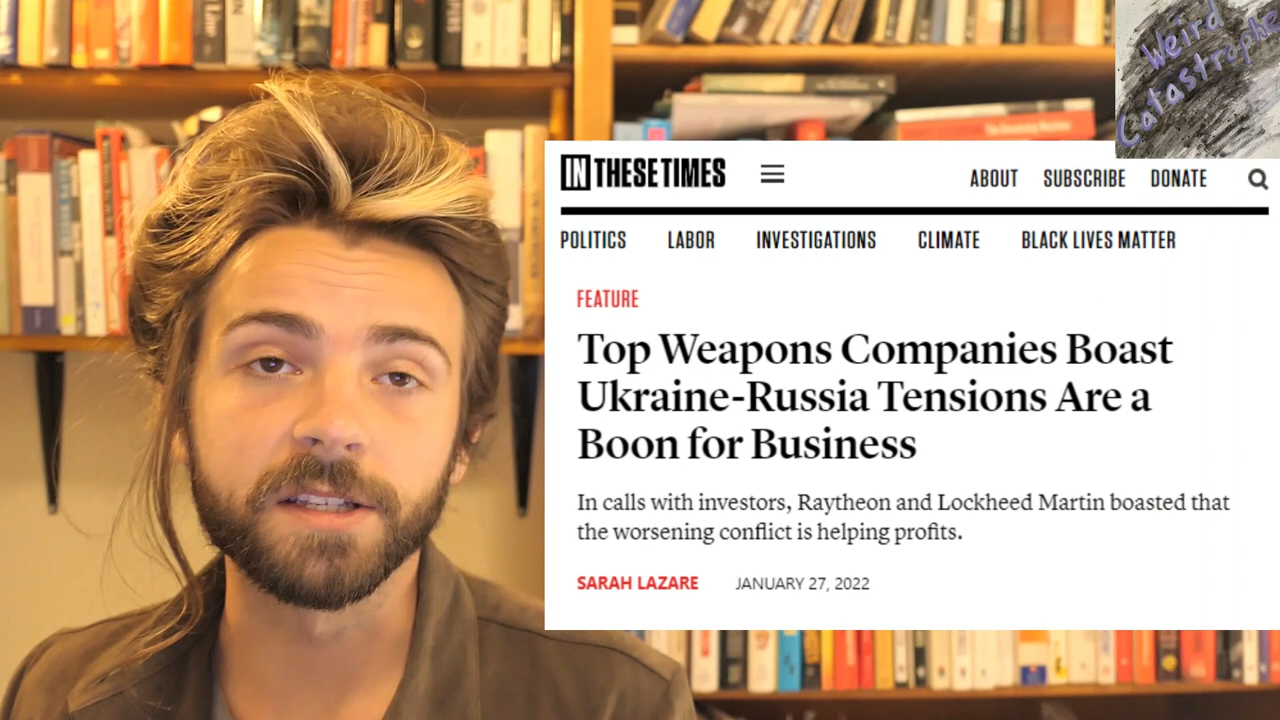 Weird
Catastrophe
IN THESE TIMES
ABOUT SUBSCRIBE DONATE
POLITICS LABOR INVESTIGATIONS CLIMATE BLACK LIVES MATTER
FEATURE
Top Weapons Companies Boast
Ukraine-Russia Tensions Are a
Boon for Business
In calls with investors, Raytheon and Lockheed Martin boasted that
the worsening conflict is helping profits.
SARAH LAZARE JANUARY 27, 2022